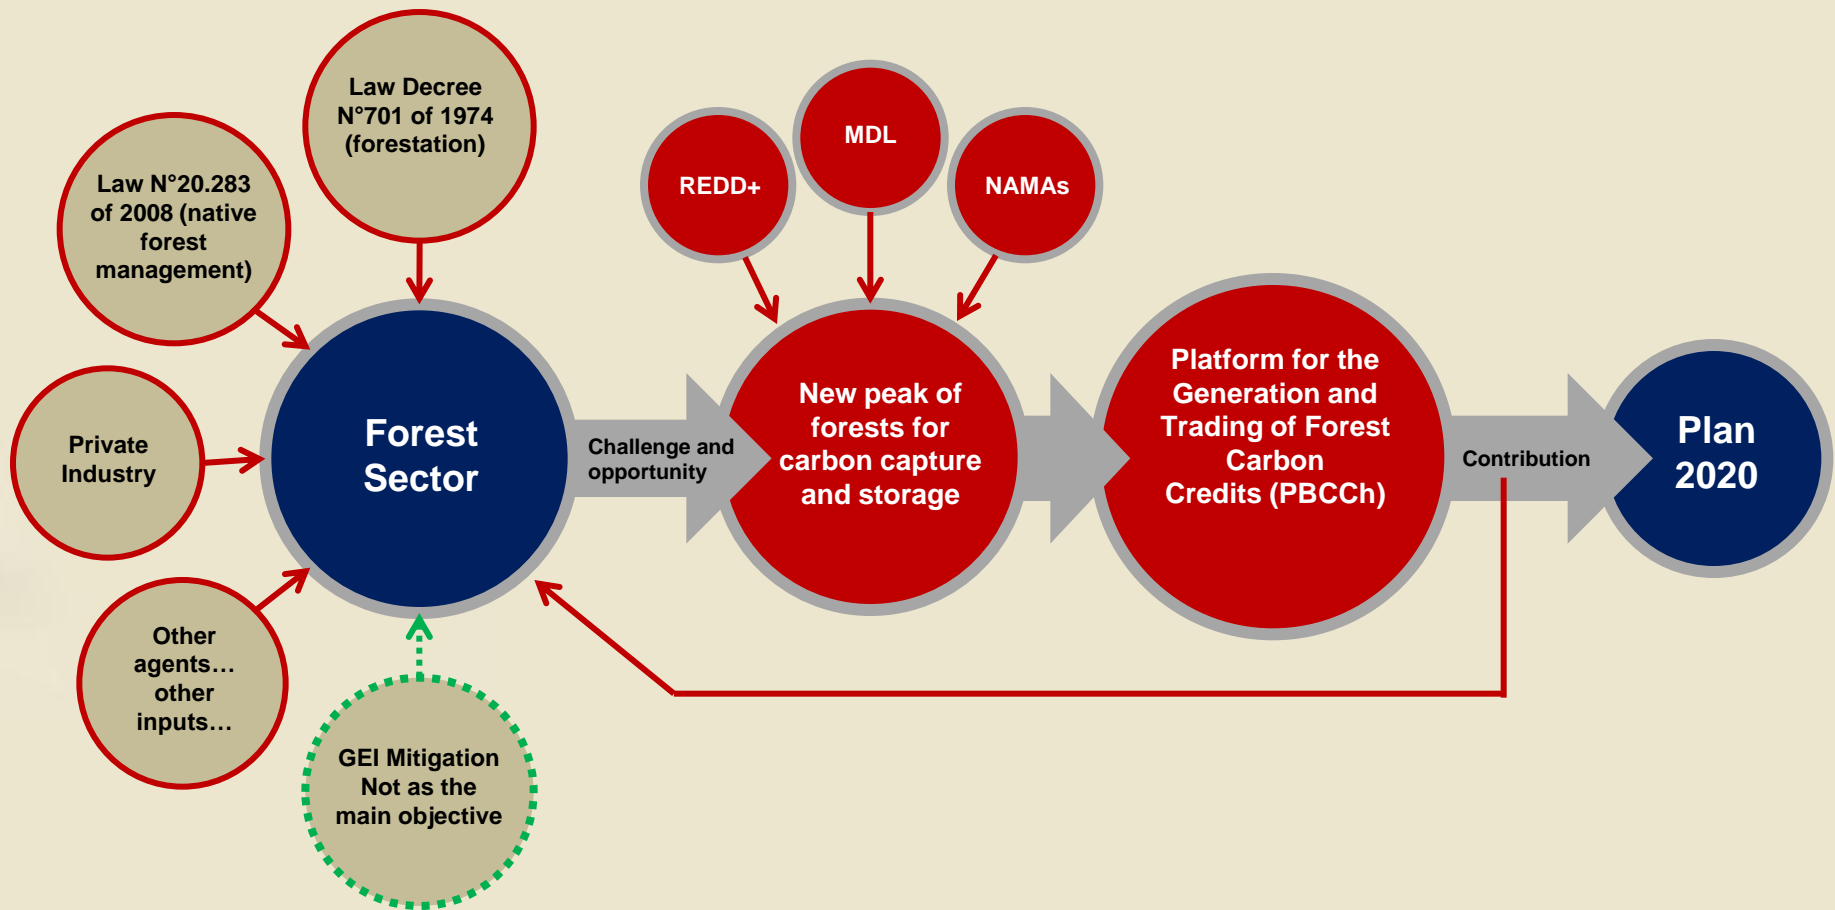 Law Decree
N°701 of 1974
(forestation)
Law N°20.283
of 2008 (native
forest
management)
Private
Industry
Other
agents…
other
inputs…
GEI Mitigation
Not as the
main objective
Forest
Sector
Challenge and
opportunity
REDD+
MDL
NAMAs
New peak of
forests for
carbon capture
and storage
Platform for the
Generation and
Trading of Forest
Carbon
Credits (PBCCh)
Contribution
Plan
2020